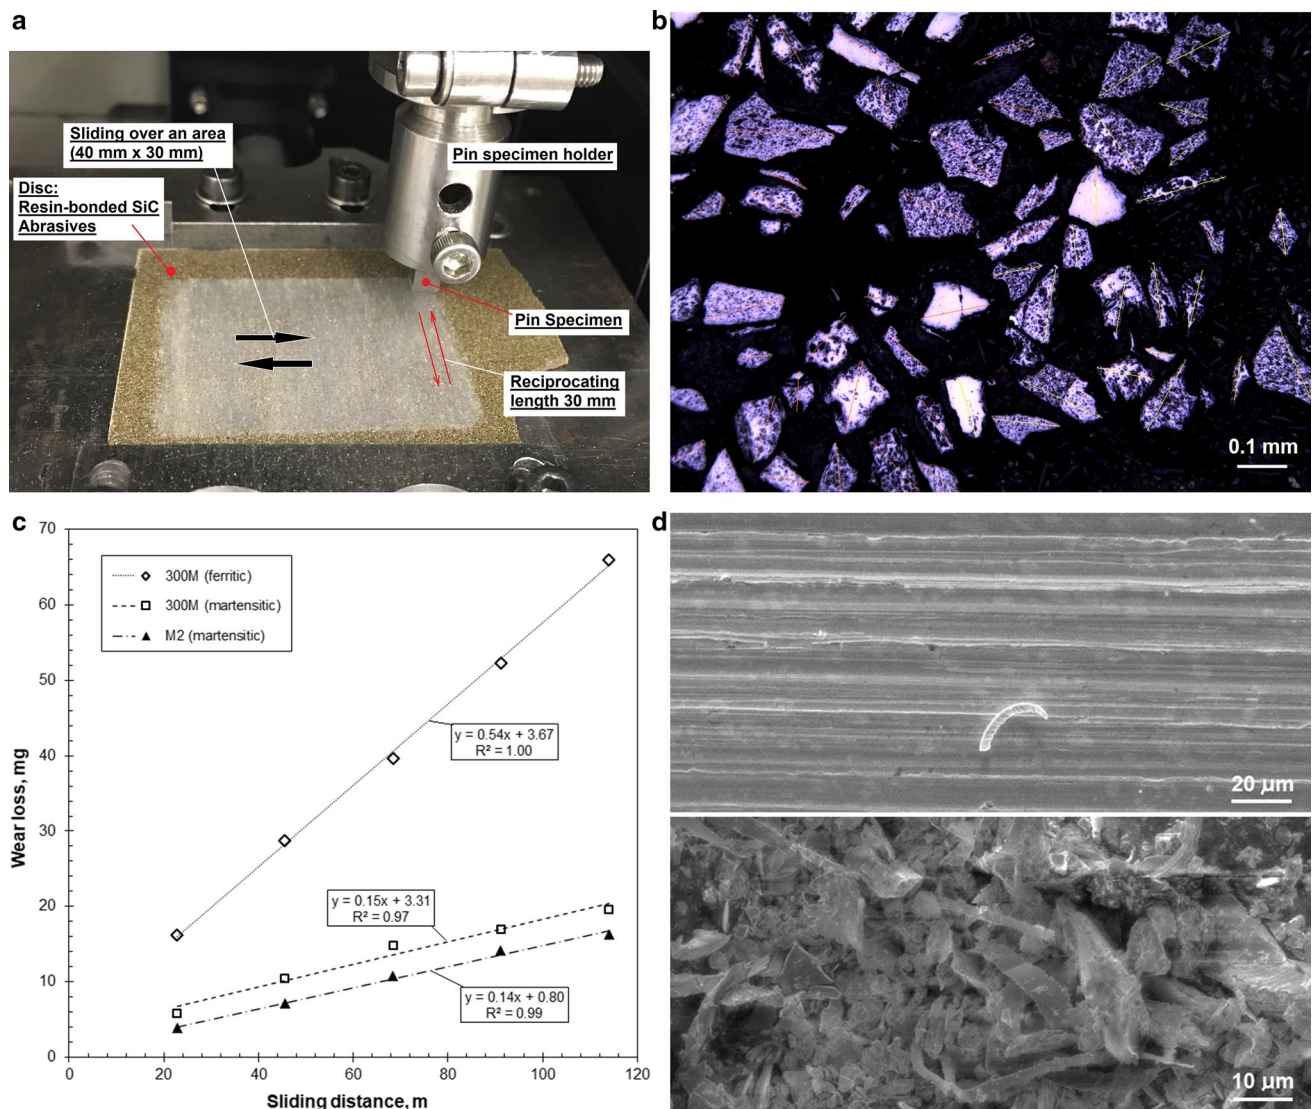 a
Sliding over an area
(40 mm x 30 mm)
Pin specimen holder
Disc:
Resin-bonded SiC
Abrasives
Pin Specimen
Reciprocating
length 30 mm
b
0.1 mm
c
70
60
50
40
30
20
10
0
Wear loss, mg
300M (ferritic)
300M (martensitic)
M2 (martensitic)
y = 0.54x + 3.67
R² = 1.00
y = 0.15x + 3.31
R² = 0.97
y = 0.14x + 0.80
R² = 0.99
0 20 40 60 80 100 120
Sliding distance, m
d
20 µm
10 µm